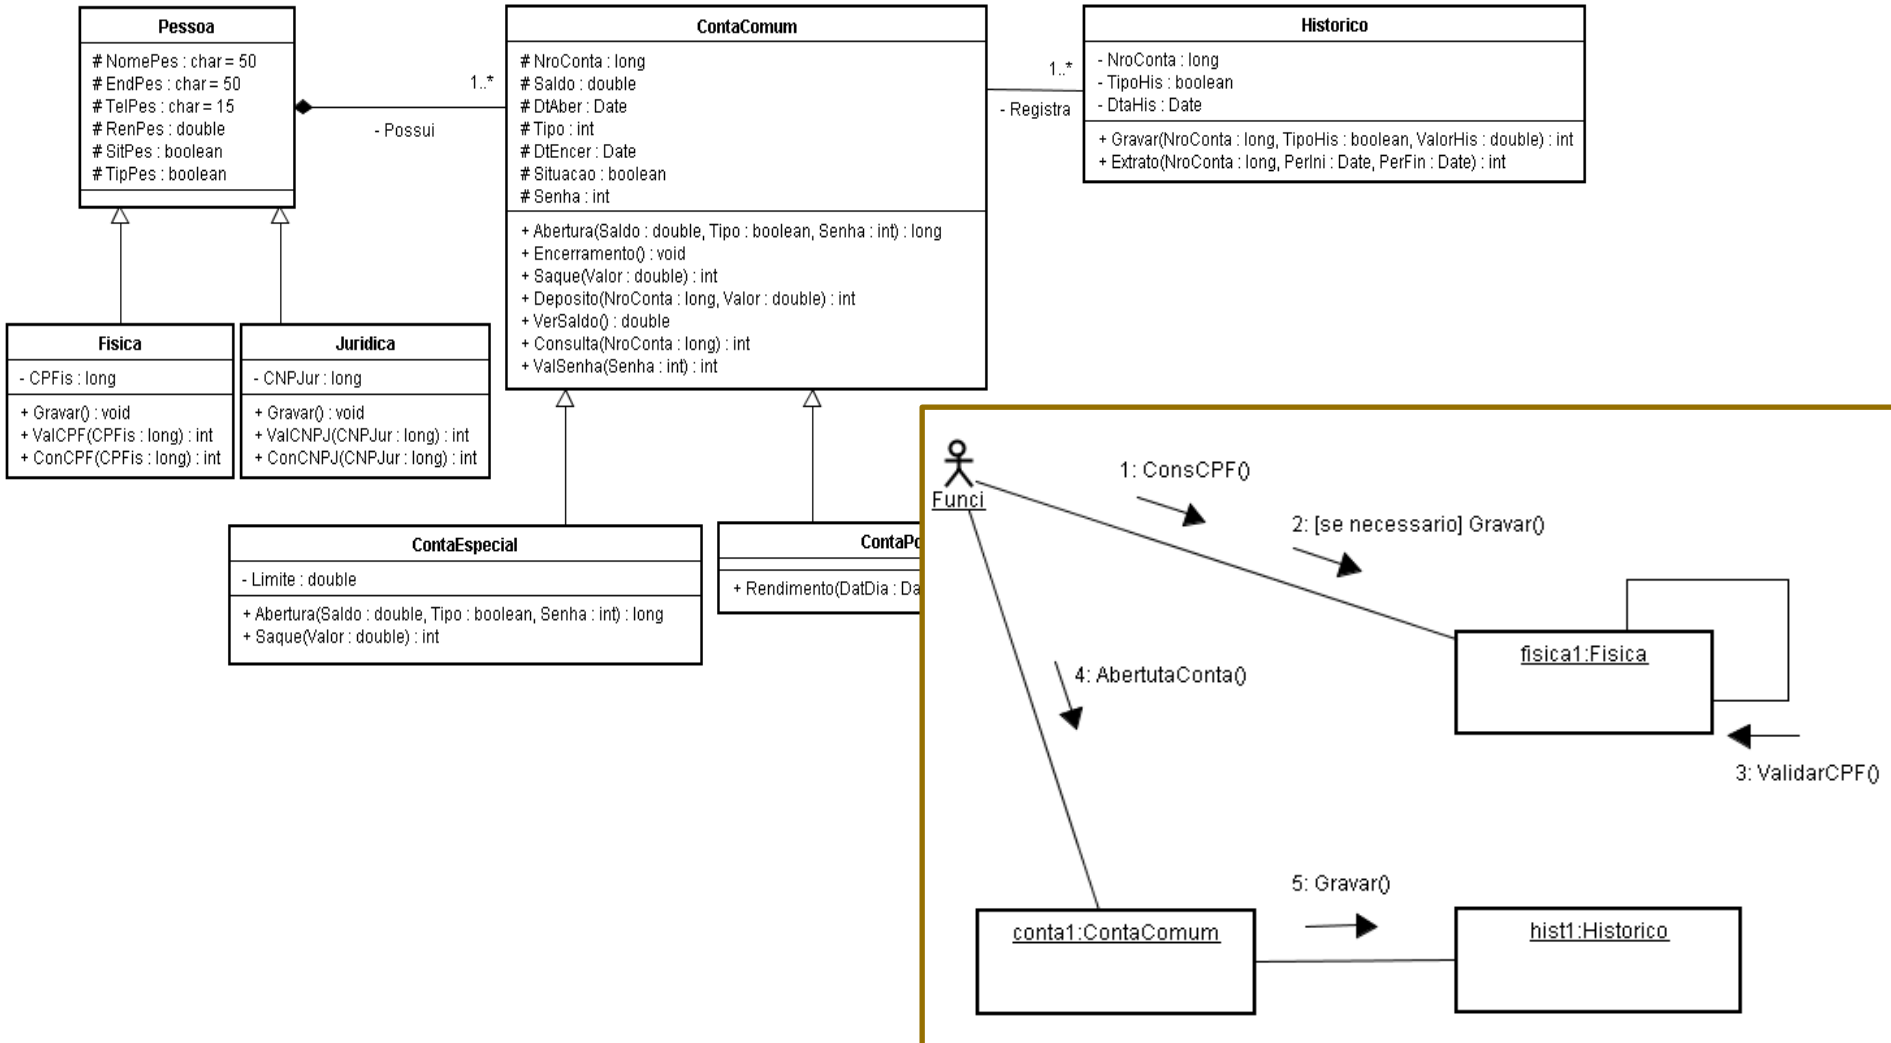 Pessoa
# NomePes : char = 50
# EndPes : char = 50
# TelPes : char = 15
# RenPes : double
# SitPes : boolean
# TipPes : boolean
1..*
- Possui
ContaComum
# NroConta : long
# Saldo : double
# DtAber : Date
# Tipo : int
# DtEncer : Date
# Situacao : boolean
# Senha : int
+ Abertura(Saldo : double, Tipo : boolean, Senha : int) : long
+ Encerramento() : void
+ Saque(Valor : double) : int
+ Deposito(NroConta : long, Valor : double) : int
+ VerSaldo() : double
+ Consulta(NroConta : long) : int
+ ValSenha(Senha : int) : int
1..*
- Registra
Historico
- NroConta : long
- TipoHis : boolean
- DtaHis : Date
+ Gravar(NroConta : long, TipoHis : boolean, ValorHis : double) : int
+ Extrato(NroConta : long, PerIni : Date, PerFin : Date) : int
Fisica
- CPFis : long
+ Gravar() : void
+ ValCPF(CPFis : long) : int
+ ConCPF(CPFis : long) : int
Juridica
- CNPJur : long
+ Gravar() : void
+ ValCNPJ(CNPJur : long) : int
+ ConCNPJ(CNPJur : long) : int
ContaEspecial
- Limite : double
+ Abertura(Saldo : double, Tipo : boolean, Senha : int) : long
+ Saque(Valor : double) : int
+ Rendimento(DatDia :
Funci
1: ConsCPF()
2: [se necessario] Gravar()
fisica1:Fisica
3: ValidarCPF()
4: AbertutaConta()
conta1:ContaComum
5: Gravar()
hist1:Historico